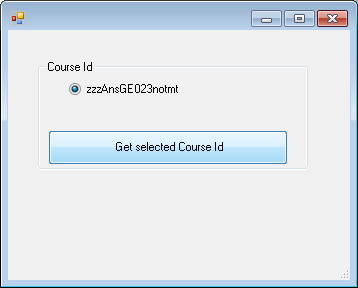 Course Id
zzzAnsGE023notmt
Get selected Course Id